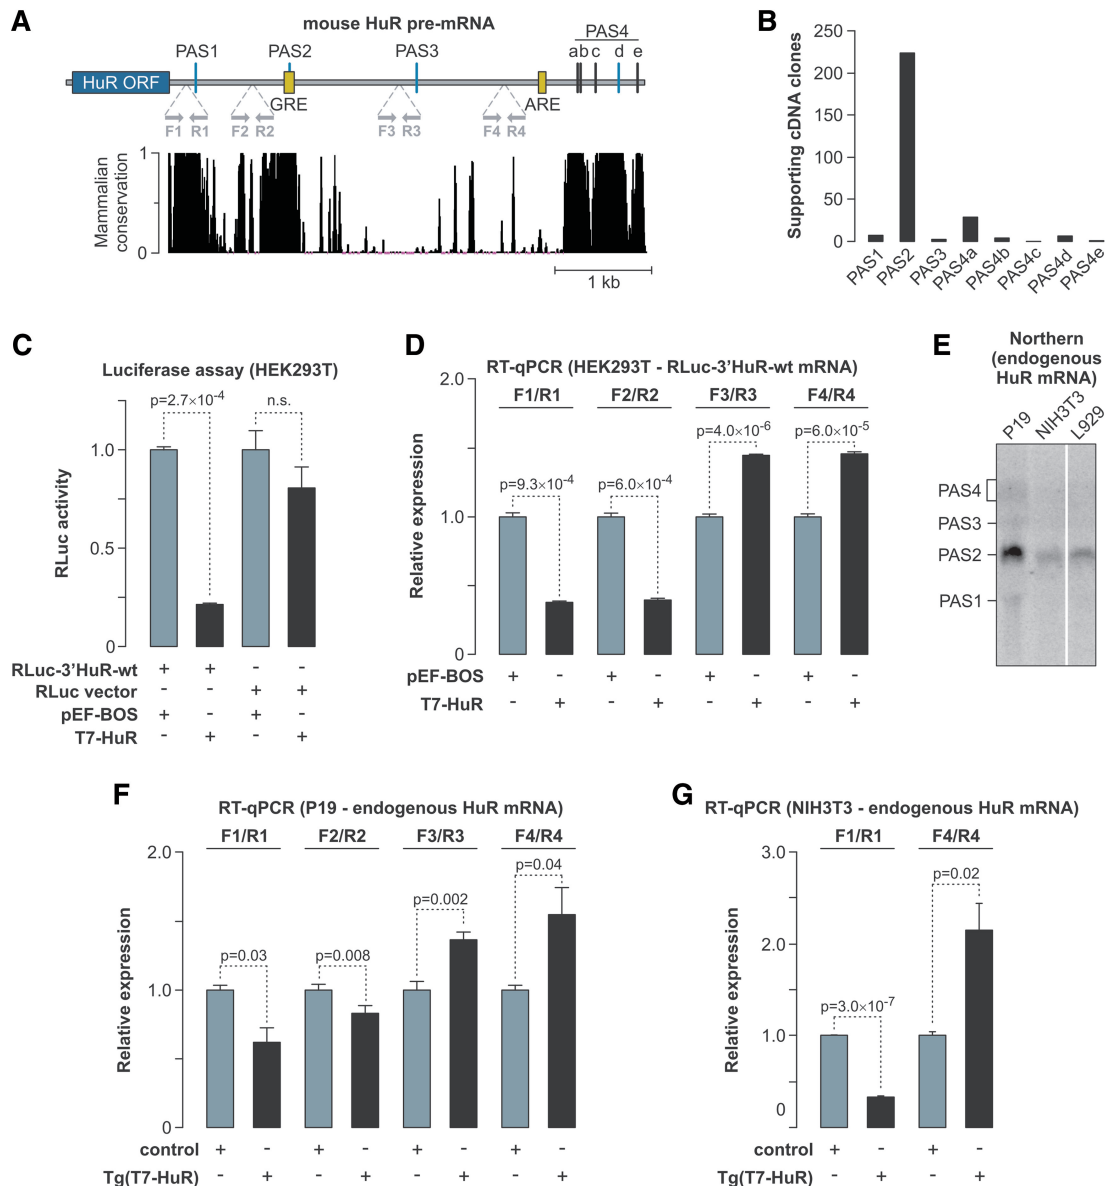 A
mouse HuR pre-mRNA
PAS1
PAS2
PAS3
PAS4
a b c d e
HuR ORF
GRE
ARE
F1 R1
F2 R2
F3 R3
F4 R4
Mammalian
conservation
1
0
1 kb
B
Supporting cDNA clones
250
200
150
100
50
0
PAS1
PAS2
PAS3
PAS4a
PAS4b
PAS4c
PAS4d
PAS4e
C
Luciferase assay (HEK293T)
p=2.7×10-4
n.s.
RLuc activity
1.0
0.5
0
RLuc-3'HuR-wt + + - -
RLuc vector - - + +
pEF-BOS + - + -
T7-HuR - + - +
D
RT-qPCR (HEK293T - RLuc-3'HuR-wt mRNA)
F1/R1 F2/R2 F3/R3 F4/R4
p=9.3×10-4
p=6.0×10-4
p=4.0×10-6
p=6.0×10-5
Relative expression
2.0
1.0
0
pEF-BOS + - + - + - + -
T7-HuR - + - + - + - +
E
Northern
(endogenous
HuR mRNA)
P19
NIH3T3
L929
PAS4
PAS3
PAS2
PAS1
F
RT-qPCR (P19 - endogenous HuR mRNA)
F1/R1 F2/R2 F3/R3 F4/R4
p=0.03
p=0.008
p=0.002
p=0.04
Relative expression
2.0
1.0
0
control + - + - + - + -
Tg(T7-HuR) - + - + - + - +
G
RT-qPCR (NIH3T3 - endogenous HuR mRNA)
F1/R1 F4/R4
p=3.0×10-7
p=0.02
Relative expression
3.0
2.0
1.0
0
control + - + -
Tg(T7-HuR) - + - +